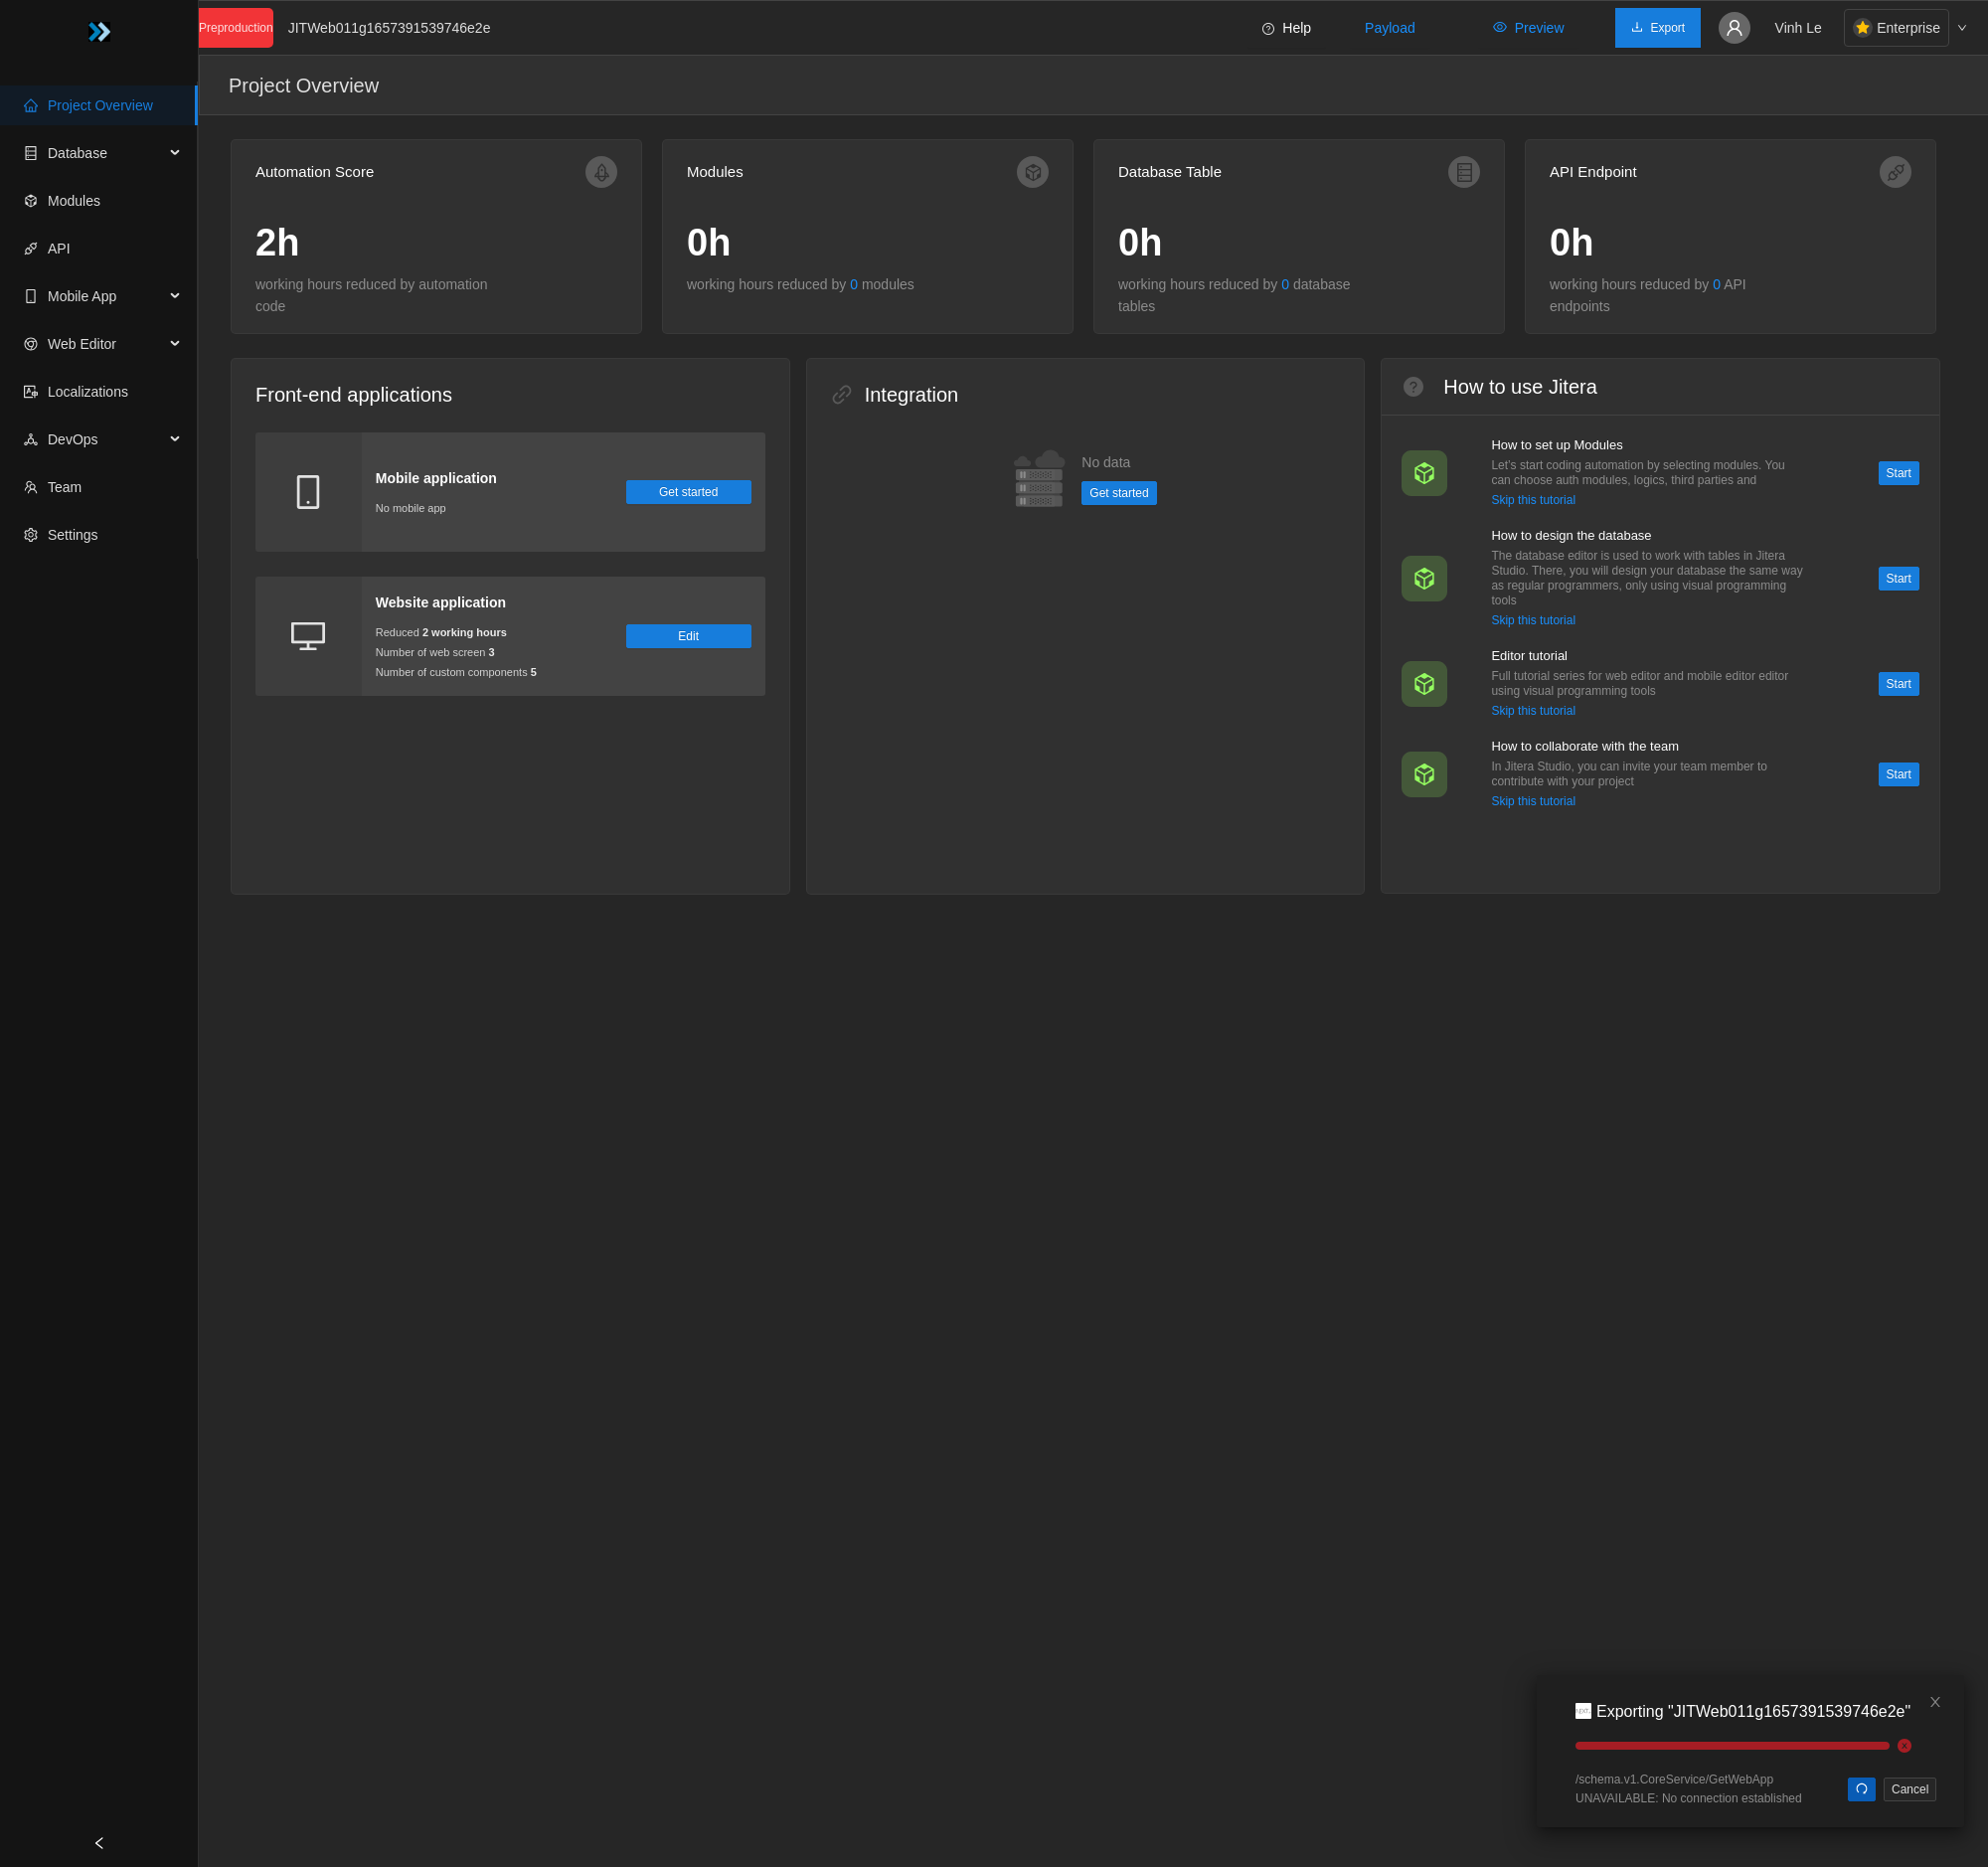 Preproduction
JITWeb011g1657391539746e2e
Help
Payload
Preview
Export
Vinh Le
Enterprise
Project Overview
Database
Modules
API
Mobile App
Web Editor
Localizations
DevOps
Team
Settings
Project Overview
Automation Score
2h
working hours reduced by automation
code
Modules
0h
working hours reduced by 0 modules
Database Table
0h
working hours reduced by 0 database
tables
API Endpoint
0h
working hours reduced by 0 API
endpoints
Front-end applications
Mobile application
No mobile app
Get started
Website application
Reduced 2 working hours
Number of web screen 3
Number of custom components 5
Edit
Integration
No data
Get started
How to use Jitera
How to set up Modules
Let's start coding automation by selecting modules. You
can choose auth modules, logics, third parties and
Skip this tutorial
Start
How to design the database
The database editor is used to work with tables in Jitera
Studio. There, you will design your database the same way
as regular programmers, only using visual programming
tools
Skip this tutorial
Start
Editor tutorial
Full tutorial series for web editor and mobile editor editor
using visual programming tools
Skip this tutorial
Start
How to collaborate with the team
In Jitera Studio, you can invite your team member to
contribute with your project
Skip this tutorial
Start
Exporting "JITWeb011g1657391539746e2e"
/schema.v1.CoreService/GetWebApp
UNAVAILABLE: No connection established
Cancel